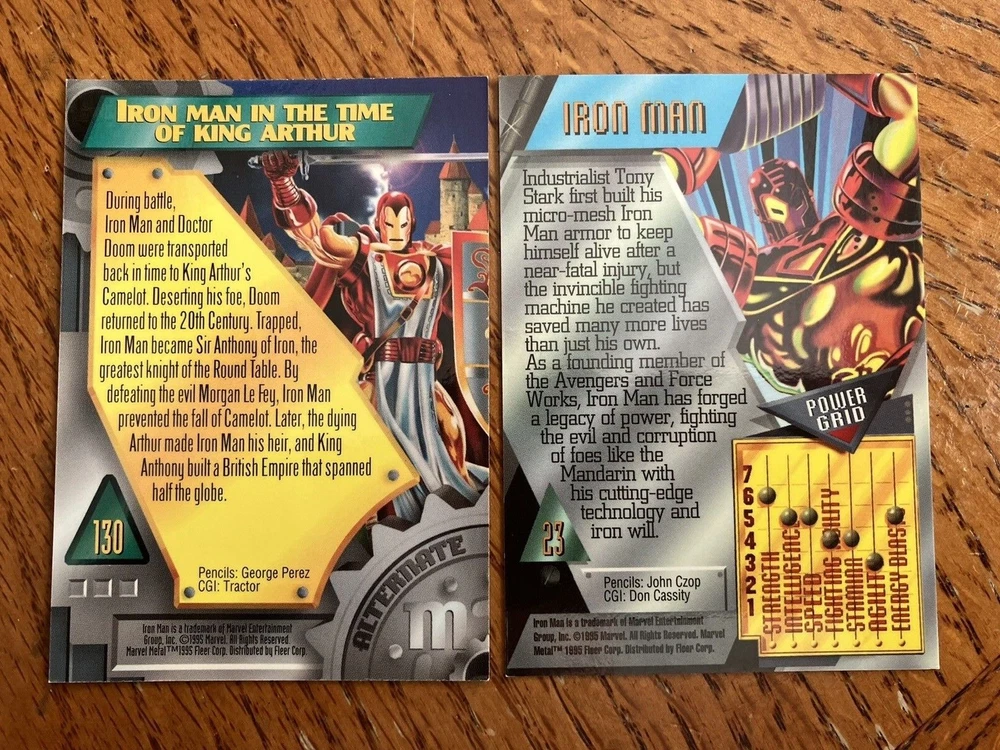 IRON MAN IN THE TIME
OF KING ARTHUR
During battle,
Iron Man and Doctor
Doom were transported
back in time to King Arthur's
Camelot. Deserting his foe, Doom
returned to the 20th Century. Trapped,
Iron Man became Sir Anthony of Iron, the
greatest knight of the Round Table. By
defeating the evil Morgan Le Fey, Iron Man
prevented the fall of Camelot. Later, the dying
Arthur made Iron Man his heir, and King
Anthony built a British Empire that spanned
half the globe.
130
Pencils: George Perez
CGI: Tractor
ALTERNATE
m
Iron Man is a trademark of Marvel Entertainment
Group, Inc. ©1995 Marvel. All Rights Reserved.
Marvel Metal™1995 Fleer Corp. Distributed by Fleer Corp.
IRON MAN
Industrialist Tony
Stark first built his
micro-mesh Iron
Man armor to keep
himself alive after a
near-fatal injury, but
the invincible fighting
machine he created has
saved many more lives
than just his own.
As a founding member of
the Avengers and Force
Works, Iron Man has forged
a legacy of power, fighting
the evil and corruption
of foes like the
Mandarin with
his cutting-edge
technology and
iron will.
23
Pencils: John Czop
CGI: Don Cassity
Iron Man is a trademark of Marvel Entertainment
Group, Inc. ©1995 Marvel. All Rights Reserved. Marvel
Metal™ 1995 Fleer Corp. Distributed by Fleer Corp.
POWER
GRID
7
6
5
4
3
2
1
STRENGTH
INTELLIGENCE
SPEED
FIGHTING ABILITY
STAMINA
AGILITY
ENERGY BLAST